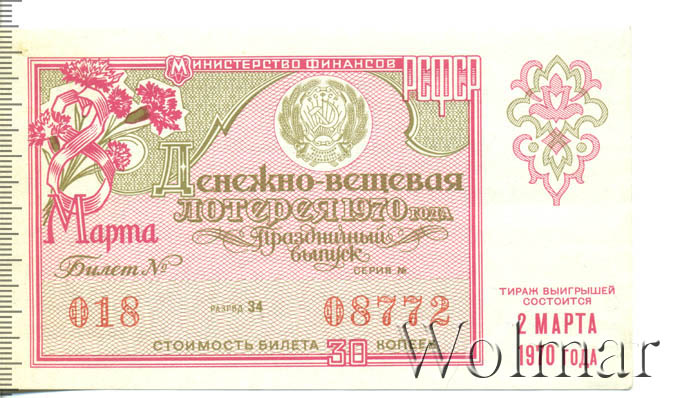 Министерство финансов РСФСР
8 Марта
Денежно-вещевая
лотерея 1970 года
Праздничный
выпуск
Билет № СЕРИЯ №
018 РАЗРЯД 34 08772
СТОИМОСТЬ БИЛЕТА 30 КОПЕЕК
ТИРАЖ ВЫИГРЫШЕЙ
СОСТОИТСЯ
2 МАРТА
1970 ГОДА
Wolmar